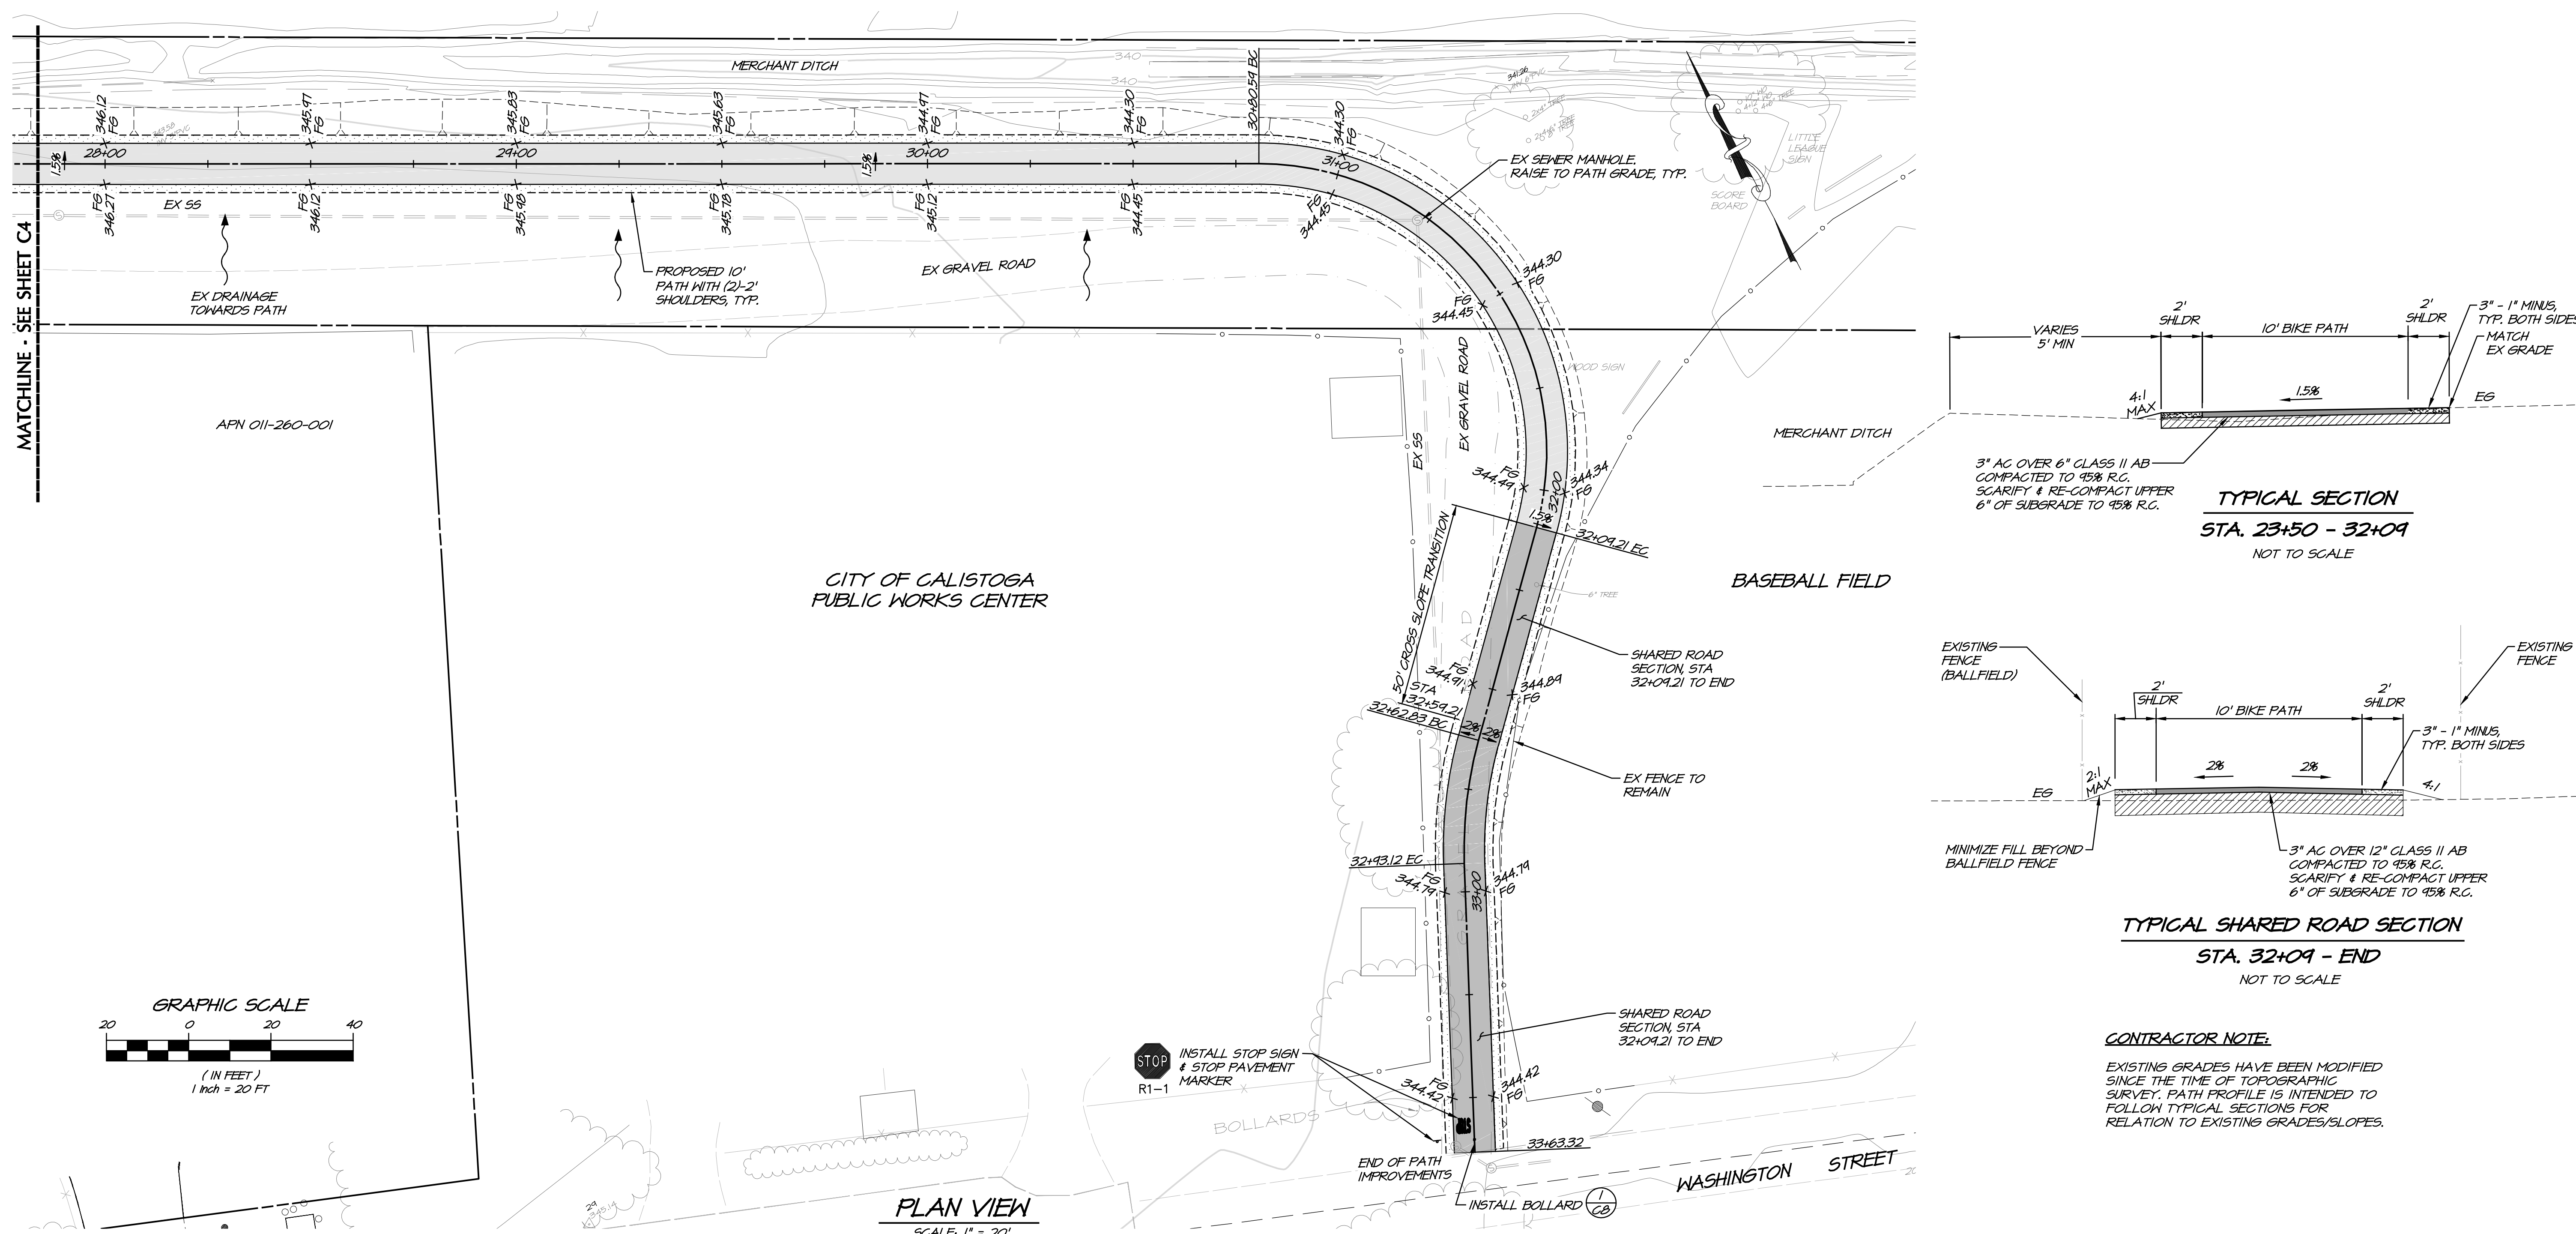 MATCHLINE - SEE SHEET C4
MERCHANT DITCH
340
340
346.12
FG
345.97
FG
345.83
FG
345.63
FG
344.97
FG
344.30
FG
30+80.59 BC
344.30
FG
1.5%
28+00
29+00
1.5%
30+00
31+00
FG
346.27
EX SS
FG
346.12
FG
345.98
FG
345.78
FG
345.12
FG
344.45
FG
344.45
EX SEWER MANHOLE.
RAISE TO PATH GRADE, TYP.
341.26
LITTLE
LEAGUE
SIGN
SCORE
BOARD
EX DRAINAGE
TOWARDS PATH
PROPOSED 10'
PATH WITH (2)-2'
SHOULDERS, TYP.
EX GRAVEL ROAD
344.30
FG
FG
344.45
EX GRAVEL ROAD
EX SS
WOOD SIGN
APN 011-260-001
FG
344.49
344.34
FG
32+00
1.5%
32+09.21 EC
50' CROSS SLOPE TRANSITION
CITY OF CALISTOGA
PUBLIC WORKS CENTER
BASEBALL FIELD
6" TREE
SHARED ROAD
SECTION, STA
32+09.21 TO END
FG
344.91
344.89
FG
STA
32+59.21
32+62.83 BC
2%
2%
EX FENCE TO
REMAIN
32+93.12 EC
FG
344.79
344.79
FG
33+00
SHARED ROAD
SECTION, STA
32+09.21 TO END
GRAPHIC SCALE
20 0 20 40
( IN FEET )
1 Inch = 20 FT
STOP
R1-1
INSTALL STOP SIGN
& STOP PAVEMENT
MARKER
FG
344.42
344.42
FG
BOLLARDS
33+63.32
END OF PATH
IMPROVEMENTS
INSTALL BOLLARD
1
C8
WASHINGTON STREET
29
345.14
PLAN VIEW
SCALE: 1" = 20'
VARIES
5' MIN
2'
SHLDR
10' BIKE PATH
2'
SHLDR
3" - 1" MINUS,
TYP. BOTH SIDES
MATCH
EX GRADE
4:1
MAX
1.5%
EG
MERCHANT DITCH
3" AC OVER 6" CLASS II AB
COMPACTED TO 95% R.C.
SCARIFY & RE-COMPACT UPPER
6" OF SUBGRADE TO 95% R.C.
TYPICAL SECTION
STA. 23+50 - 32+09
NOT TO SCALE
EXISTING
FENCE
(BALLFIELD)
EXISTING
FENCE
2'
SHLDR
10' BIKE PATH
2'
SHLDR
3" - 1" MINUS,
TYP. BOTH SIDES
EG
2:1
MAX
2%
2%
4:1
MINIMIZE FILL BEYOND
BALLFIELD FENCE
3" AC OVER 12" CLASS II AB
COMPACTED TO 95% R.C.
SCARIFY & RE-COMPACT UPPER
6" OF SUBGRADE TO 95% R.C.
TYPICAL SHARED ROAD SECTION
STA. 32+09 - END
NOT TO SCALE
CONTRACTOR NOTE:
EXISTING GRADES HAVE BEEN MODIFIED
SINCE THE TIME OF TOPOGRAPHIC
SURVEY. PATH PROFILE IS INTENDED TO
FOLLOW TYPICAL SECTIONS FOR
RELATION TO EXISTING GRADES/SLOPES.